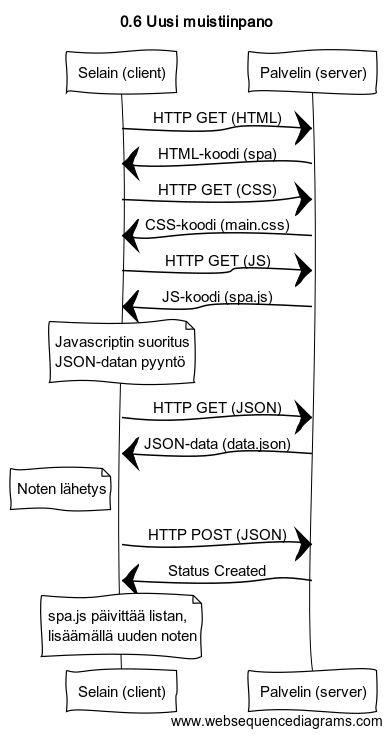 0.6 Uusi muistiinpano
Selain (client) Palvelin (server)
HTTP GET (HTML)
HTML-koodi (spa)
HTTP GET (CSS)
CSS-koodi (main.css)
HTTP GET (JS)
JS-koodi (spa.js)
Javascriptin suoritus
JSON-datan pyyntö
HTTP GET (JSON)
JSON-data (data.json)
Noten lähetys
HTTP POST (JSON)
Status Created
spa.js päivittää listan,
lisäämällä uuden noten
Selain (client) Palvelin (server)
www.websequencediagrams.com